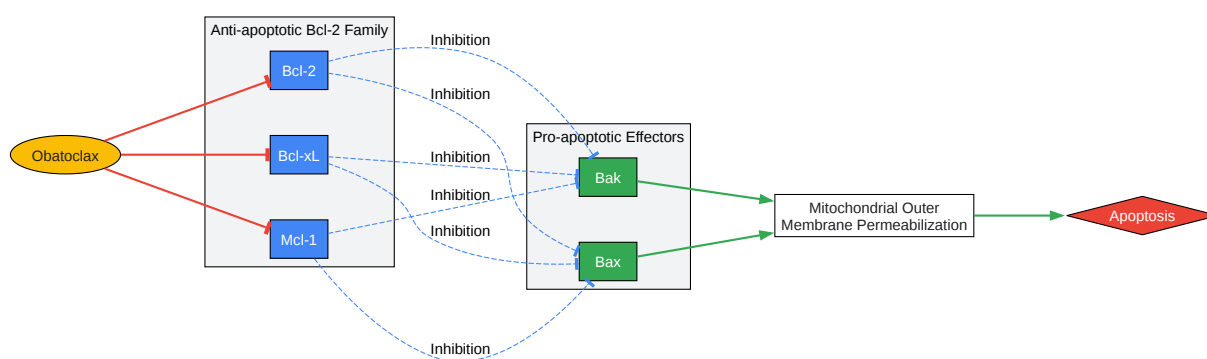 Anti-apoptotic Bcl-2 Family
Bcl-2
Bcl-xL
Mcl-1
Obatoclax
Inhibition
Inhibition
Inhibition
Inhibition
Inhibition
Inhibition
Pro-apoptotic Effectors
Bak
Bax
Mitochondrial Outer
Membrane Permeabilization
Apoptosis